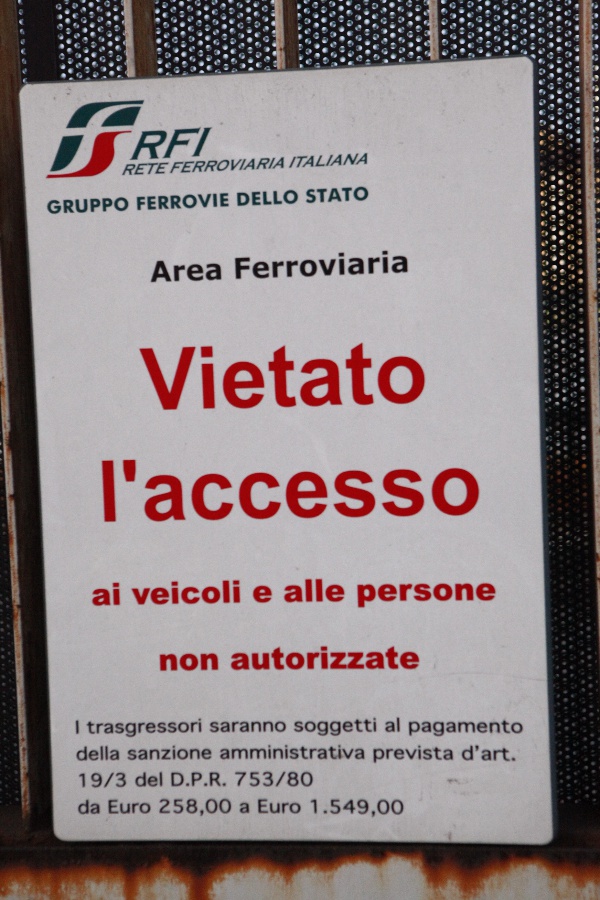 RFI
RETE FERROVIARIA ITALIANA
GRUPPO FERROVIE DELLO STATO
Area Ferroviaria
Vietato
l'accesso
ai veicoli e alle persone
non autorizzate
I trasgressori saranno soggetti al pagamento
della sanzione amministrativa prevista d'art.
19/3 del D.P.R. 753/80
da Euro 258,00 a Euro 1.549,00